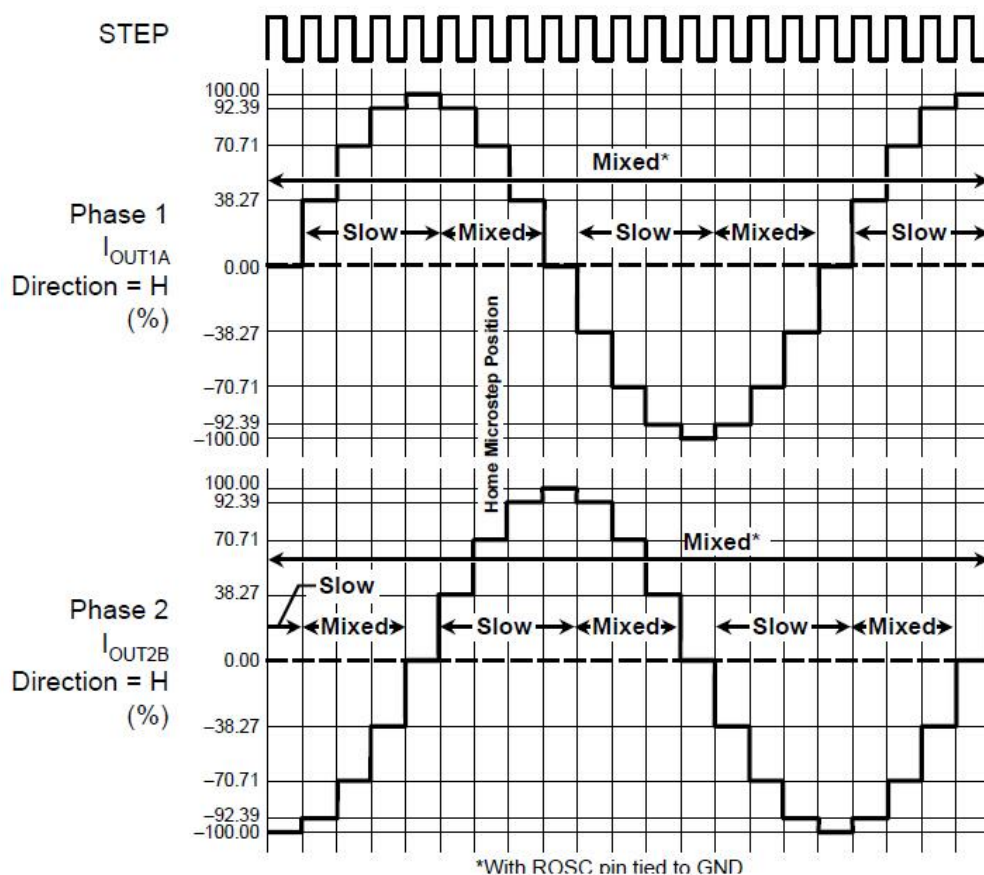 STEP
100.00
92.39
70.71
Mixed*
38.27
Phase 1
I_OUT1A
Direction = H
(%)
Slow
Mixed
Slow
Mixed
Slow
0.00
–38.27
–70.71
–92.39
–100.00
Home Microstep Position
100.00
92.39
70.71
Mixed*
38.27
Slow
Phase 2
I_OUT2B
Direction = H
(%)
Mixed
Slow
Mixed
Slow
Mixed
0.00
–38.27
–70.71
–92.39
–100.00
*With ROSC pin tied to GND